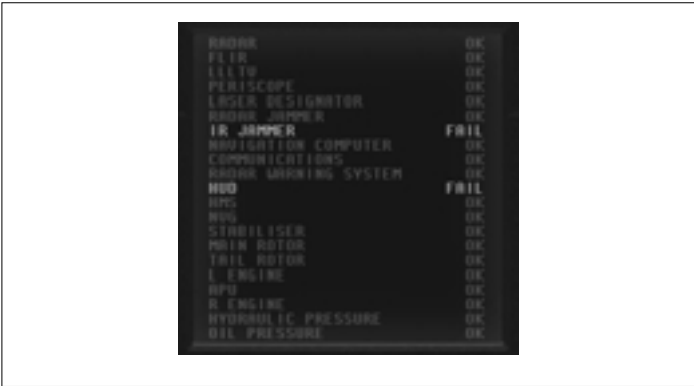 RADAR OK
FLIR OK
LLLTV OK
PERISCOPE OK
LASER DESIGNATOR OK
RADAR JAMMER OK
IR JAMMER FAIL
NAVIGATION COMPUTER OK
COMMUNICATIONS OK
RADAR WARNING SYSTEM OK
HUD FAIL
HMS OK
NVG OK
STABILISER OK
MAIN ROTOR OK
TAIL ROTOR OK
L ENGINE OK
APU OK
R ENGINE OK
HYDRAULIC PRESSURE OK
OIL PRESSURE OK